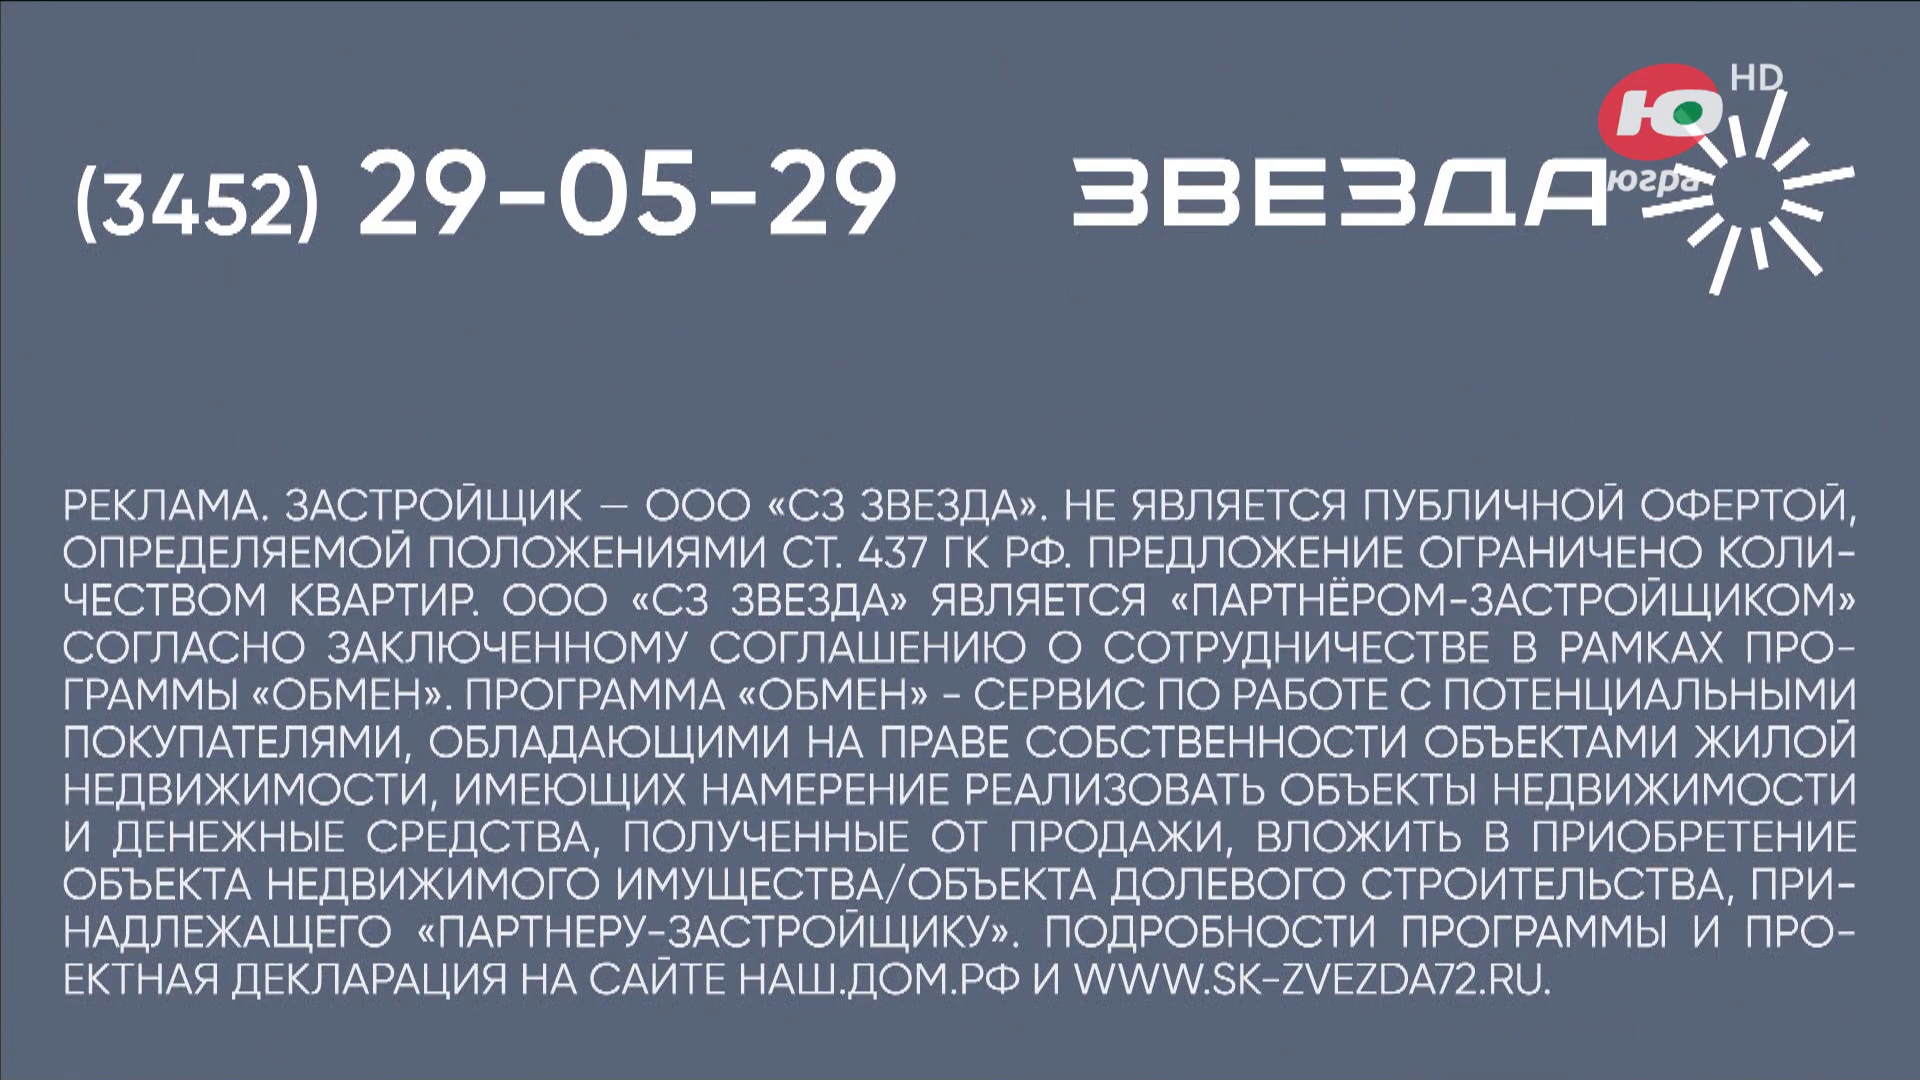 HD
Ю
югра
(3452) 29-05-29
ЗВЕЗДА
РЕКЛАМА. ЗАСТРОЙЩИК — ООО «СЗ ЗВЕЗДА». НЕ ЯВЛЯЕТСЯ ПУБЛИЧНОЙ ОФЕРТОЙ,
ОПРЕДЕЛЯЕМОЙ ПОЛОЖЕНИЯМИ СТ. 437 ГК РФ. ПРЕДЛОЖЕНИЕ ОГРАНИЧЕНО КОЛИ-
ЧЕСТВОМ КВАРТИР. ООО «СЗ ЗВЕЗДА» ЯВЛЯЕТСЯ «ПАРТНЁРОМ-ЗАСТРОЙЩИКОМ»
СОГЛАСНО ЗАКЛЮЧЕННОМУ СОГЛАШЕНИЮ О СОТРУДНИЧЕСТВЕ В РАМКАХ ПРО-
ГРАММЫ «ОБМЕН». ПРОГРАММА «ОБМЕН» - СЕРВИС ПО РАБОТЕ С ПОТЕНЦИАЛЬНЫМИ
ПОКУПАТЕЛЯМИ, ОБЛАДАЮЩИМИ НА ПРАВЕ СОБСТВЕННОСТИ ОБЪЕКТАМИ ЖИЛОЙ
НЕДВИЖИМОСТИ, ИМЕЮЩИХ НАМЕРЕНИЕ РЕАЛИЗОВАТЬ ОБЪЕКТЫ НЕДВИЖИМОСТИ
И ДЕНЕЖНЫЕ СРЕДСТВА, ПОЛУЧЕННЫЕ ОТ ПРОДАЖИ, ВЛОЖИТЬ В ПРИОБРЕТЕНИЕ
ОБЪЕКТА НЕДВИЖИМОГО ИМУЩЕСТВА/ОБЪЕКТА ДОЛЕВОГО СТРОИТЕЛЬСТВА, ПРИ-
НАДЛЕЖАЩЕГО «ПАРТНЕРУ-ЗАСТРОЙЩИКУ». ПОДРОБНОСТИ ПРОГРАММЫ И ПРО-
ЕКТНАЯ ДЕКЛАРАЦИЯ НА САЙТЕ НАШ.ДОМ.РФ И WWW.SK-ZVEZDA72.RU.